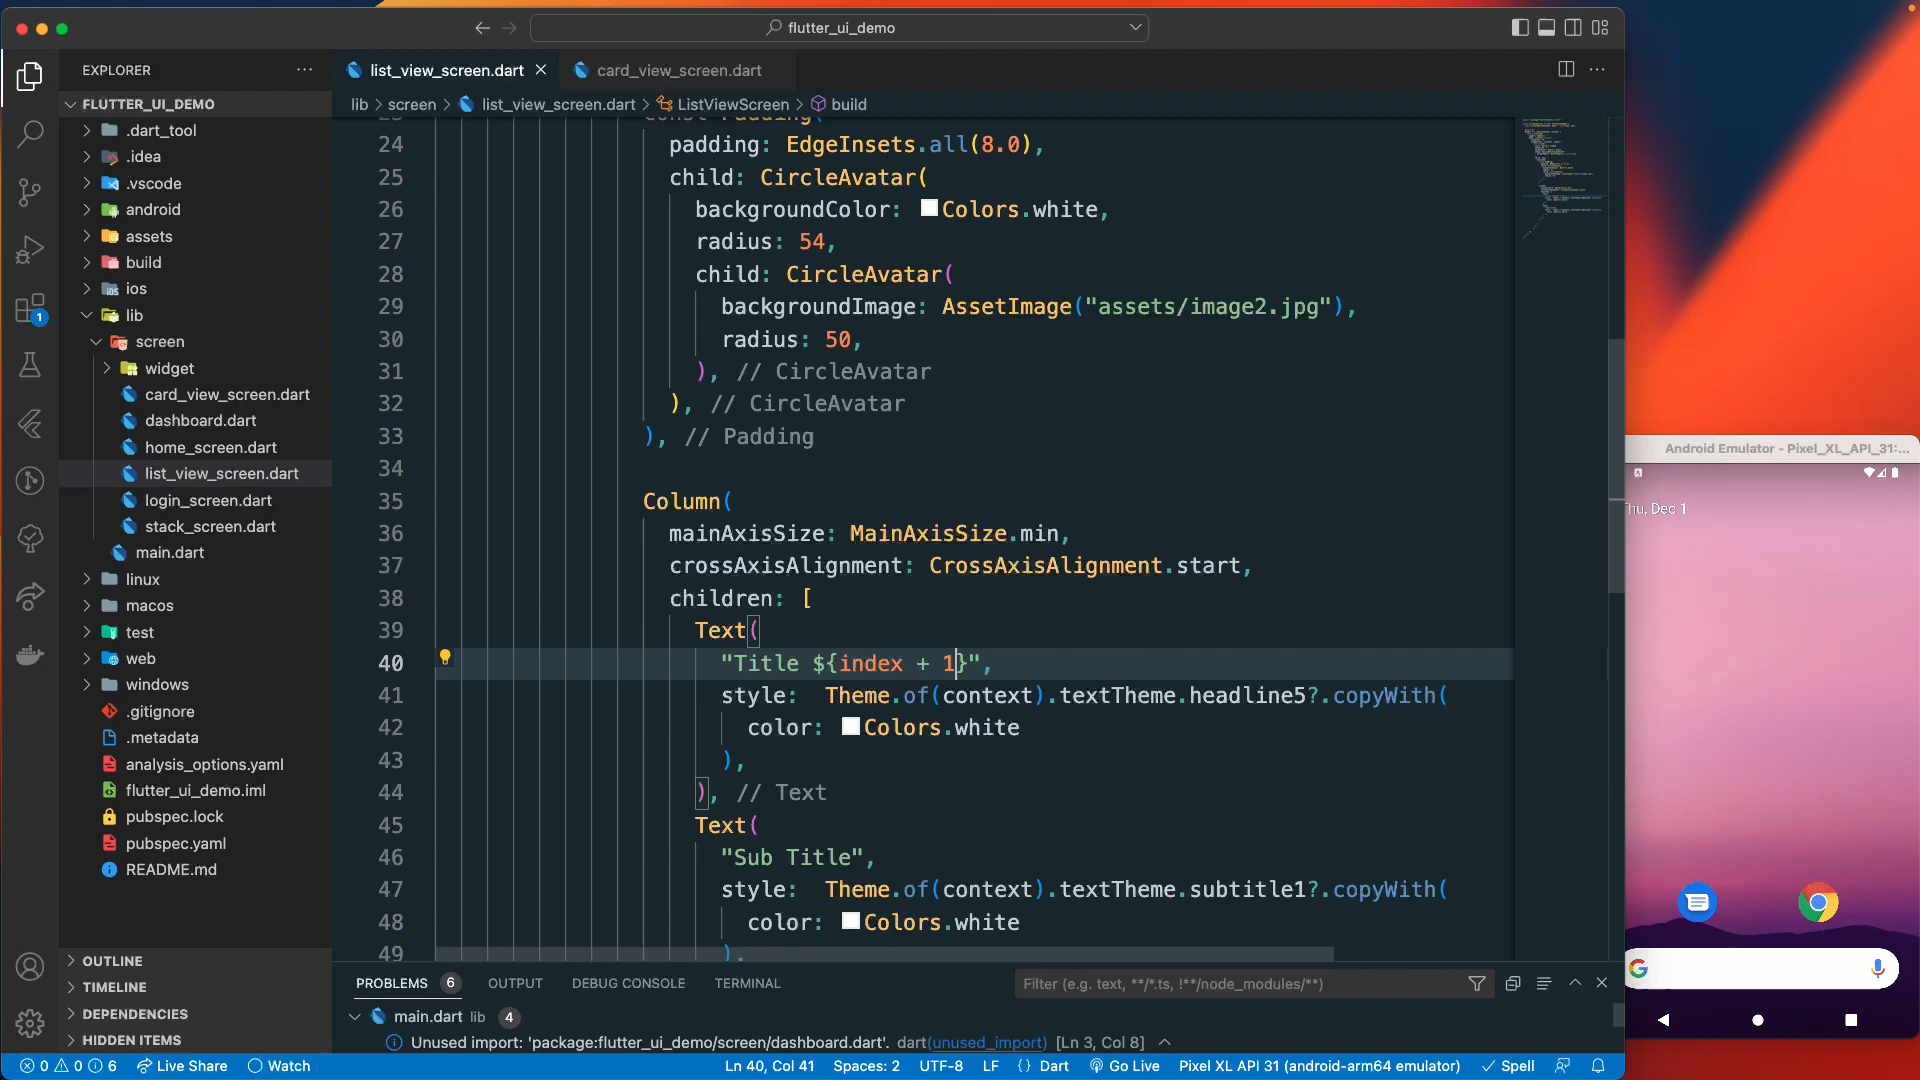 flutter_ui_demo
EXPLORER
list_view_screen.dart
card_view_screen.dart
FLUTTER_UI_DEMO
lib > screen > list_view_screen.dart > ListViewScreen > build
.dart_tool
.idea
.vscode
android
assets
build
ios
lib
screen
widget
card_view_screen.dart
dashboard.dart
home_screen.dart
list_view_screen.dart
login_screen.dart
stack_screen.dart
main.dart
linux
macos
test
web
windows
.gitignore
.metadata
analysis_options.yaml
flutter_ui_demo.iml
pubspec.lock
pubspec.yaml
README.md
OUTLINE
TIMELINE
DEPENDENCIES
HIDDEN ITEMS
1
23 const Padding(
24 padding: EdgeInsets.all(8.0),
25 child: CircleAvatar(
26 backgroundColor: Colors.white,
27 radius: 54,
28 child: CircleAvatar(
29 backgroundImage: AssetImage("assets/image2.jpg"),
30 radius: 50,
31 ), // CircleAvatar
32 ), // CircleAvatar
33 ), // Padding
34
35 Column(
36 mainAxisSize: MainAxisSize.min,
37 crossAxisAlignment: CrossAxisAlignment.start,
38 children: [
39 Text(
40 "Title ${index + 1}",
41 style:  Theme.of(context).textTheme.headline5?.copyWith(
42 color: Colors.white
43 ),
44 ), // Text
45 Text(
46 "Sub Title",
47 style:  Theme.of(context).textTheme.subtitle1?.copyWith(
48 color: Colors.white
49 ),
PROBLEMS 6 OUTPUT DEBUG CONSOLE TERMINAL
Filter (e.g. text, **/*.ts, !**/node_modules/**)
main.dart lib 4
Unused import: 'package:flutter_ui_demo/screen/dashboard.dart'. dart(unused_import) [Ln 3, Col 8]
0 0 6 Live Share Watch
Ln 40, Col 41 Spaces: 2 UTF-8 LF {} Dart Go Live Pixel XL API 31 (android-arm64 emulator) Spell
Android Emulator - Pixel_XL_API_31:...
Thu, Dec 1